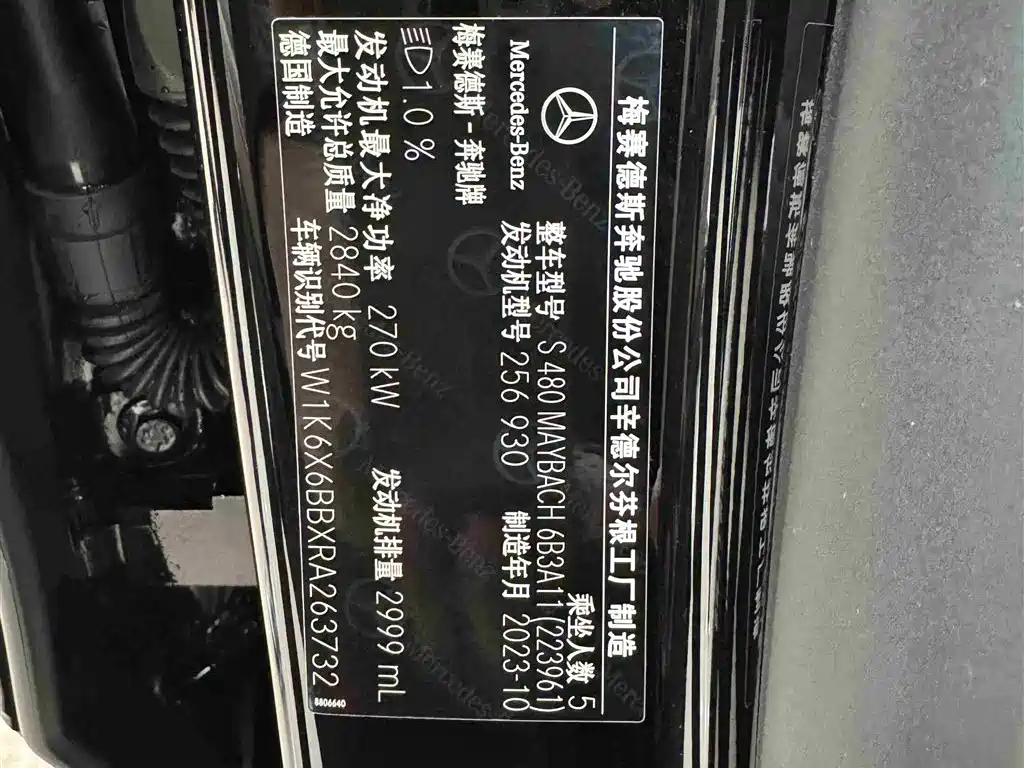 梅赛德斯奔驰股份公司辛德尔芬根工厂制造
乘坐人数 5
Mercedes-Benz
整车型号 S 480 MAYBACH 6B3A11(223961)
发动机型号 256 930 制造年月 2023-10
梅赛德斯-奔驰牌
1.0 %
发动机最大净功率 270 kW 发动机排量 2999 mL
最大允许总质量 2840 kg
德国制造 车辆识别代号 W1K6X6BBXRA263732
8806640